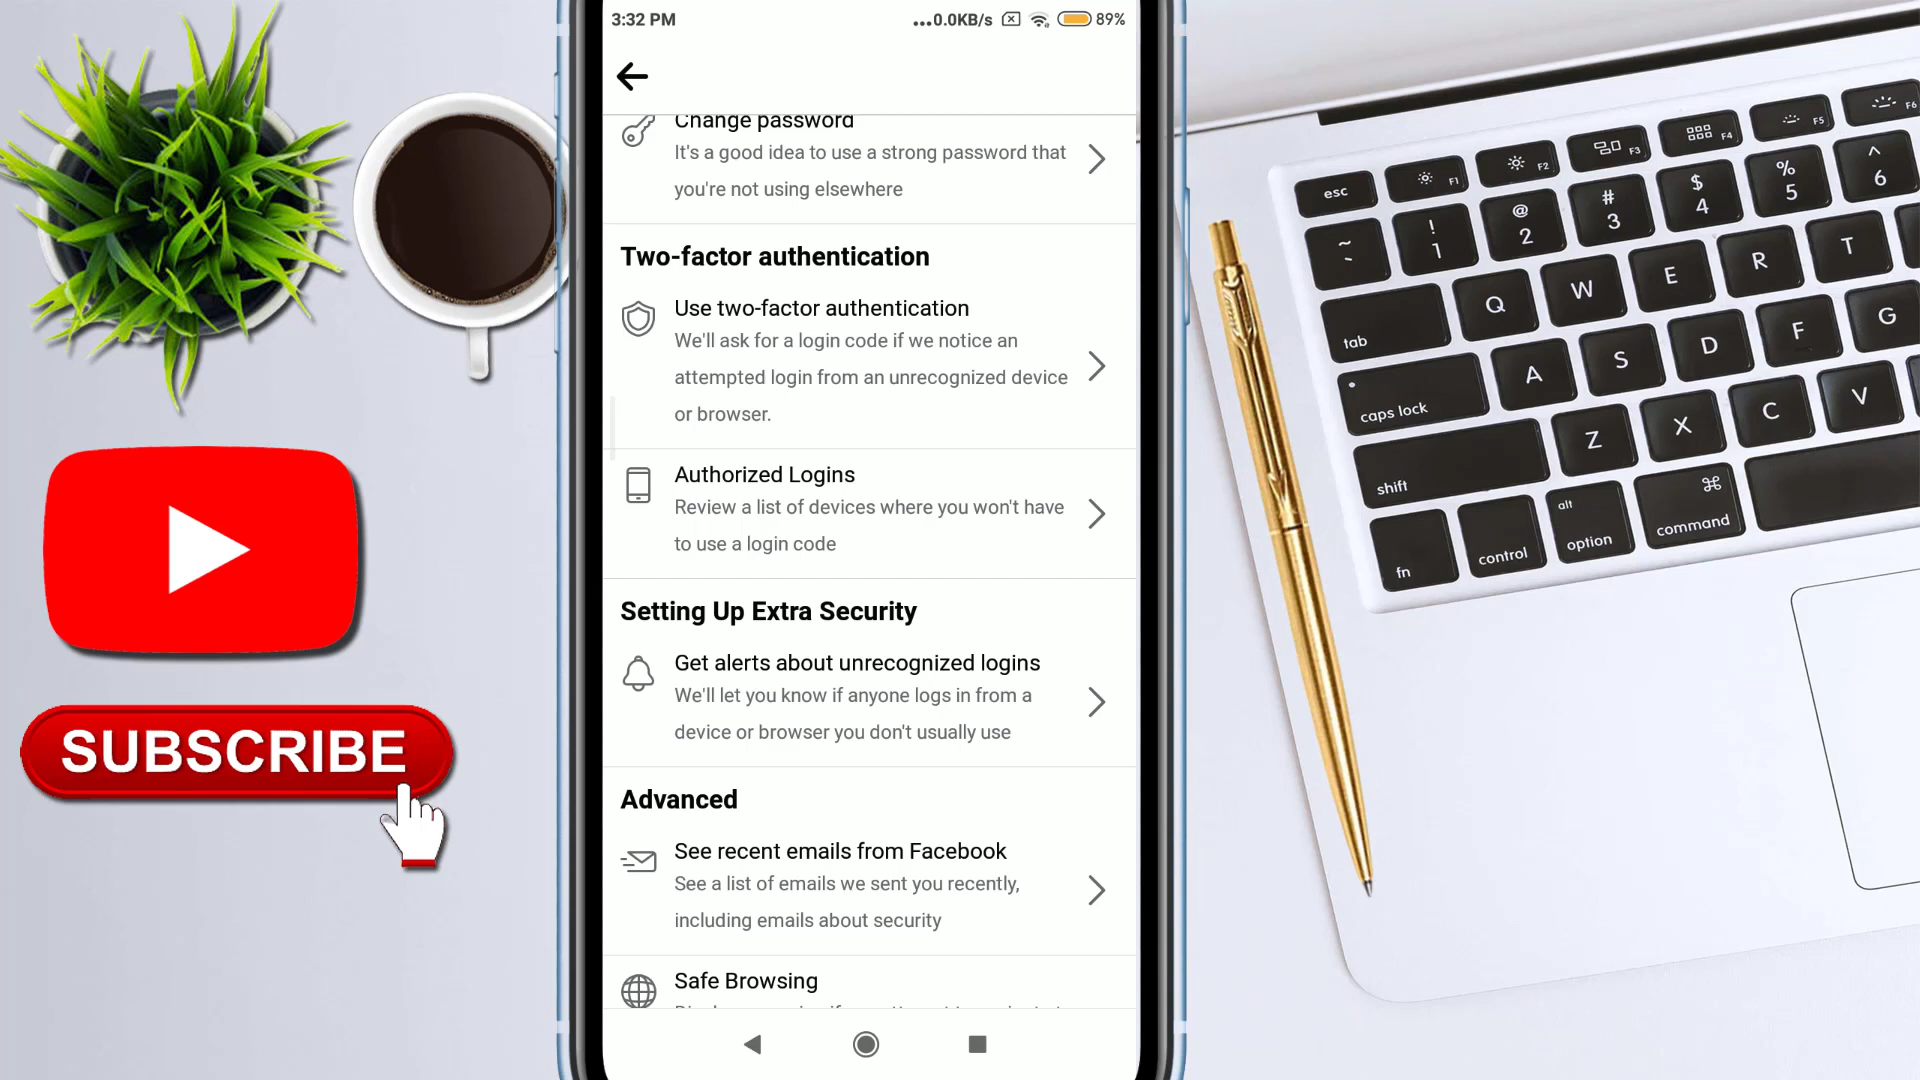 3:32 PM
...0.0KB/s
89%
Change password
It's a good idea to use a strong password that
you're not using elsewhere
Two-factor authentication
Use two-factor authentication
We'll ask for a login code if we notice an
attempted login from an unrecognized device
or browser.
Authorized Logins
Review a list of devices where you won't have
to use a login code
Setting Up Extra Security
Get alerts about unrecognized logins
We'll let you know if anyone logs in from a
device or browser you don't usually use
Advanced
See recent emails from Facebook
See a list of emails we sent you recently,
including emails about security
Safe Browsing
SUBSCRIBE
esc F1 F2 F3 F4 F5 F6
~ ` ! 1 @ 2 # 3 $ 4 % 5 ^ 6
tab Q W E R T
caps lock A S D F G
shift Z X C V
fn control alt option ⌘ command